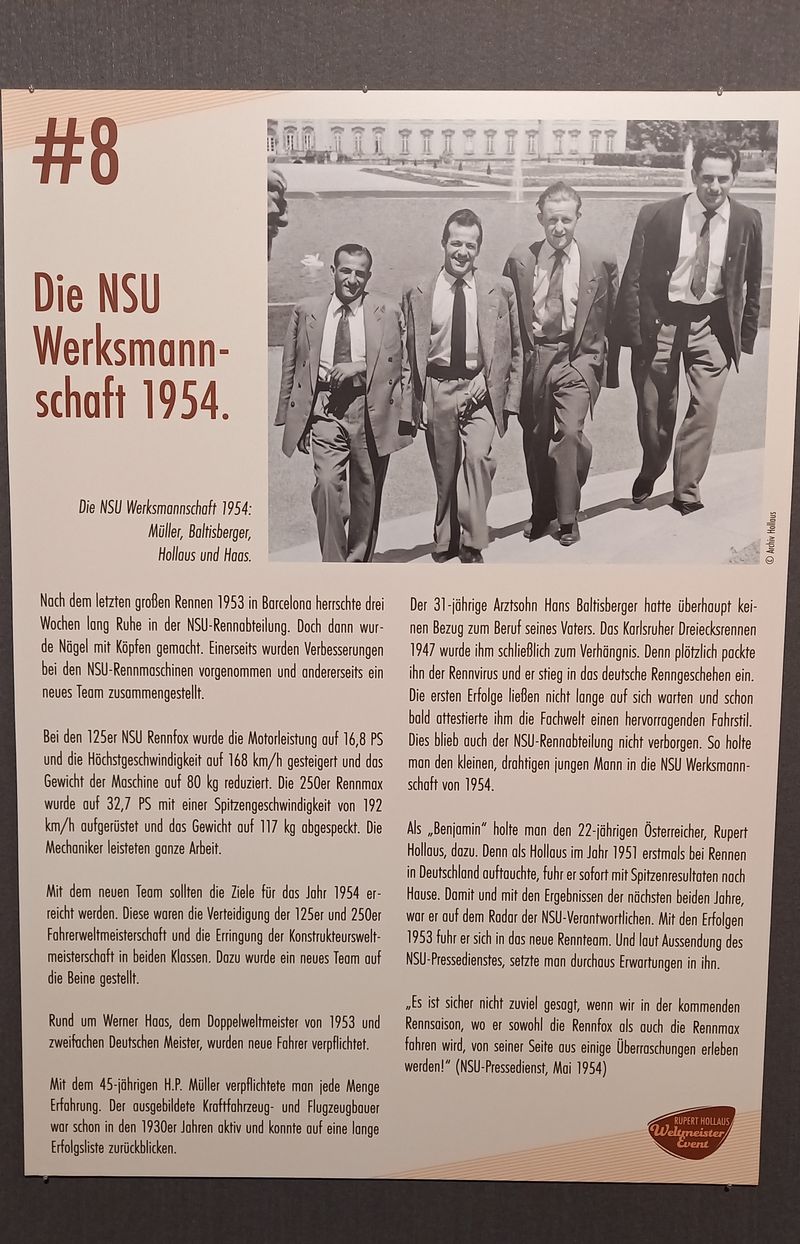 #8
Die NSU
Werksmann-
schaft 1954.
Die NSU Werksmannschaft 1954:
Müller, Baltisberger,
Hollaus und Haas.
© Archiv Hollaus
Nach dem letzten großen Rennen 1953 in Barcelona herrschte drei
Wochen lang Ruhe in der NSU-Rennabteilung. Doch dann wur-
de Nägel mit Köpfen gemacht. Einerseits wurden Verbesserungen
bei den NSU-Rennmaschinen vorgenommen und andererseits ein
neues Team zusammengestellt.
Bei den 125er NSU Rennfox wurde die Motorleistung auf 16,8 PS
und die Höchstgeschwindigkeit auf 168 km/h gesteigert und das
Gewicht der Maschine auf 80 kg reduziert. Die 250er Rennmax
wurde auf 32,7 PS mit einer Spitzengeschwindigkeit von 192
km/h aufgerüstet und das Gewicht auf 117 kg abgespeckt. Die
Mechaniker leisteten ganze Arbeit.
Mit dem neuen Team sollten die Ziele für das Jahr 1954 er-
reicht werden. Diese waren die Verteidigung der 125er und 250er
Fahrerweltmeisterschaft und die Erringung der Konstrukteurswelt-
meisterschaft in beiden Klassen. Dazu wurde ein neues Team auf
die Beine gestellt.
Rund um Werner Haas, dem Doppelweltmeister von 1953 und
zweifachen Deutschen Meister, wurden neue Fahrer verpflichtet.
Mit dem 45-jährigen H.P. Müller verpflichtete man jede Menge
Erfahrung. Der ausgebildete Kraftfahrzeug- und Flugzeugbauer
war schon in den 1930er Jahren aktiv und konnte auf eine lange
Erfolgsliste zurückblicken.
Der 31-jährige Arztsohn Hans Baltisberger hatte überhaupt kei-
nen Bezug zum Beruf seines Vaters. Das Karlsruher Dreiecksrennen
1947 wurde ihm schließlich zum Verhängnis. Denn plötzlich packte
ihn der Rennvirus und er stieg in das deutsche Renngeschehen ein.
Die ersten Erfolge ließen nicht lange auf sich warten und schon
bald attestierte ihm die Fachwelt einen hervorragenden Fahrstil.
Dies blieb auch der NSU-Rennabteilung nicht verborgen. So holte
man den kleinen, drahtigen jungen Mann in die NSU Werksmann-
schaft von 1954.
Als „Benjamin“ holte man den 22-jährigen Österreicher, Rupert
Hollaus, dazu. Denn als Hollaus im Jahr 1951 erstmals bei Rennen
in Deutschland auftauchte, fuhr er sofort mit Spitzenresultaten nach
Hause. Damit und mit den Ergebnissen der nächsten beiden Jahre,
war er auf dem Radar der NSU-Verantwortlichen. Mit den Erfolgen
1953 fuhr er sich in das neue Rennteam. Und laut Aussendung des
NSU-Pressedienstes, setzte man durchaus Erwartungen in ihn.
„Es ist sicher nicht zuviel gesagt, wenn wir in der kommenden
Rennsaison, wo er sowohl die Rennfox als auch die Rennmax
fahren wird, von seiner Seite aus einige Überraschungen erleben
werden!“ (NSU-Pressedienst, Mai 1954)
RUPERT HOLLAUS
Weltmeister
Event